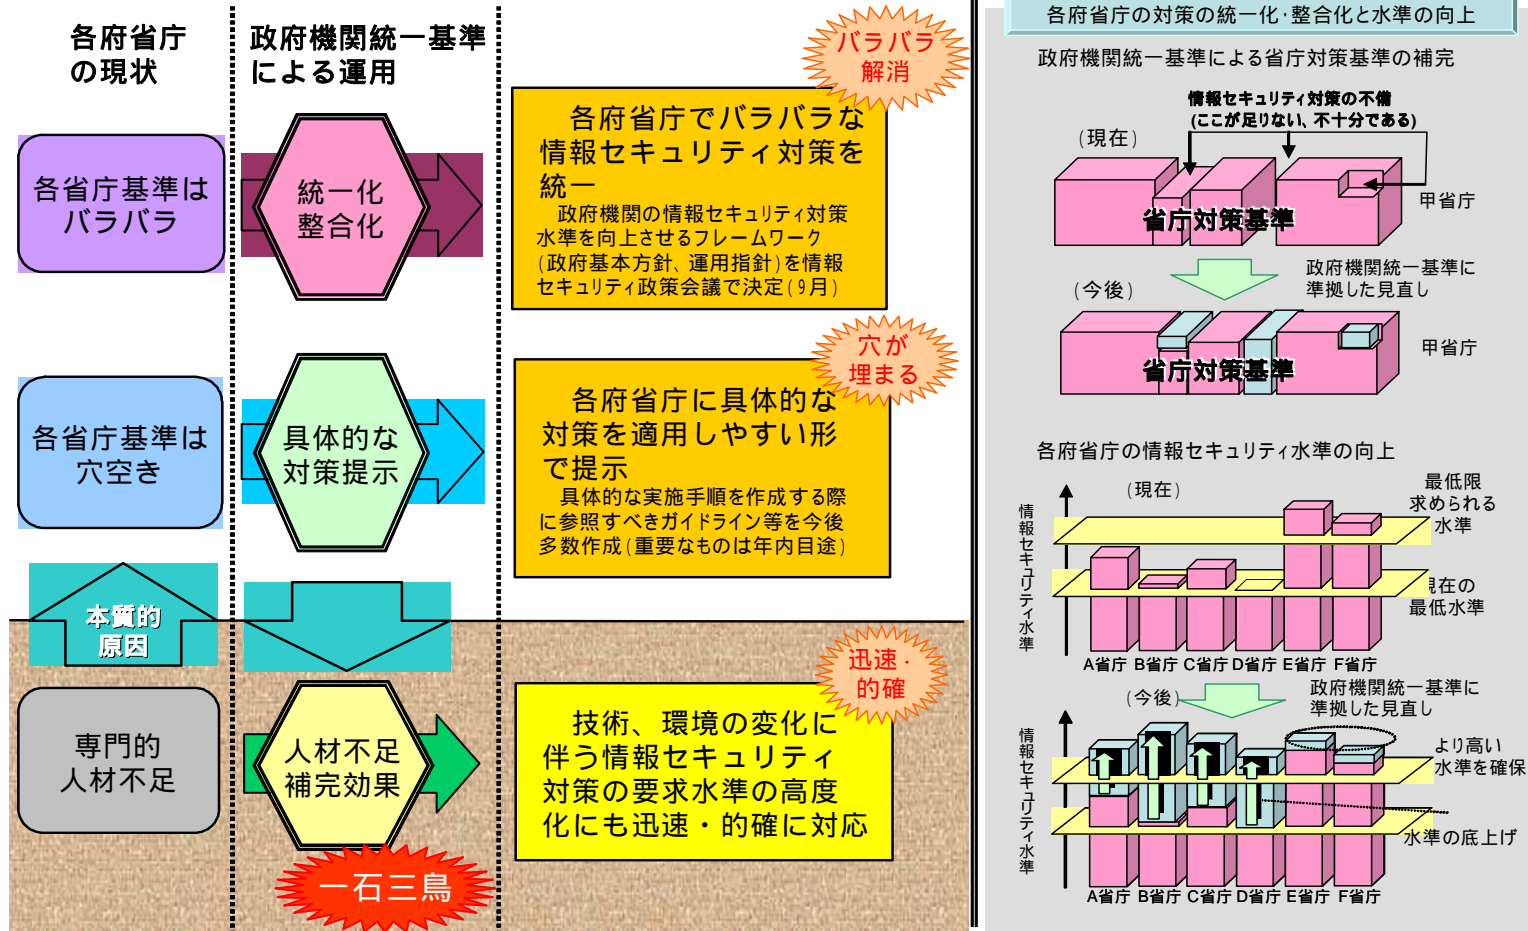 各府省庁
の現状
政府機関統一基準
による運用
バラバラ
解消
各省庁基準は
バラバラ
統一化
整合化
各府省庁でバラバラな
情報セキュリティ対策を
統一
政府機関の情報セキュリティ対策
水準を向上させるフレームワーク
(政府基本方針、運用指針)を情報
セキュリティ政策会議で決定(9月)
穴が
埋まる
各省庁基準は
穴空き
具体的な
対策提示
各府省庁に具体的な
対策を適用しやすい形
で提示
具体的な実施手順を作成する際
に参照すべきガイドライン等を今後
多数作成(重要なものは年内目途)
本質的
原因
迅速・
的確
専門的
人材不足
人材不足
補完効果
技術、環境の変化に
伴う情報セキュリティ
対策の要求水準の高度
化にも迅速・的確に対応
一石三鳥
各府省庁の対策の統一化・整合化と水準の向上
政府機関統一基準による省庁対策基準の補完
情報セキュリティ対策の不備
(ここが足りない、不十分である)
(現在)
省庁対策基準
甲省庁
政府機関統一基準に
準拠した見直し
(今後)
省庁対策基準
甲省庁
各府省庁の情報セキュリティ水準の向上
(現在)
最低限
求められる
水準
情報セキュリティ水準
現在の
最低水準
A省庁 B省庁 C省庁 D省庁 E省庁 F省庁
(今後)
政府機関統一基準に
準拠した見直し
情報セキュリティ水準
より高い
水準を確保
水準の底上げ
A省庁 B省庁 C省庁 D省庁 E省庁 F省庁